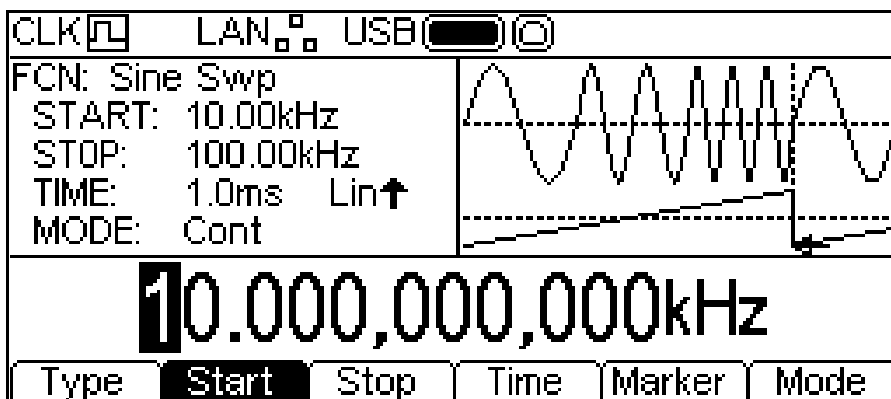 CLK LAN USB
FCN: Sine Swp
START: 10.00kHz
STOP: 100.00kHz
TIME: 1.0ms Lin↑
MODE: Cont
10.000,000,000kHz
Type Start Stop Time Marker Mode